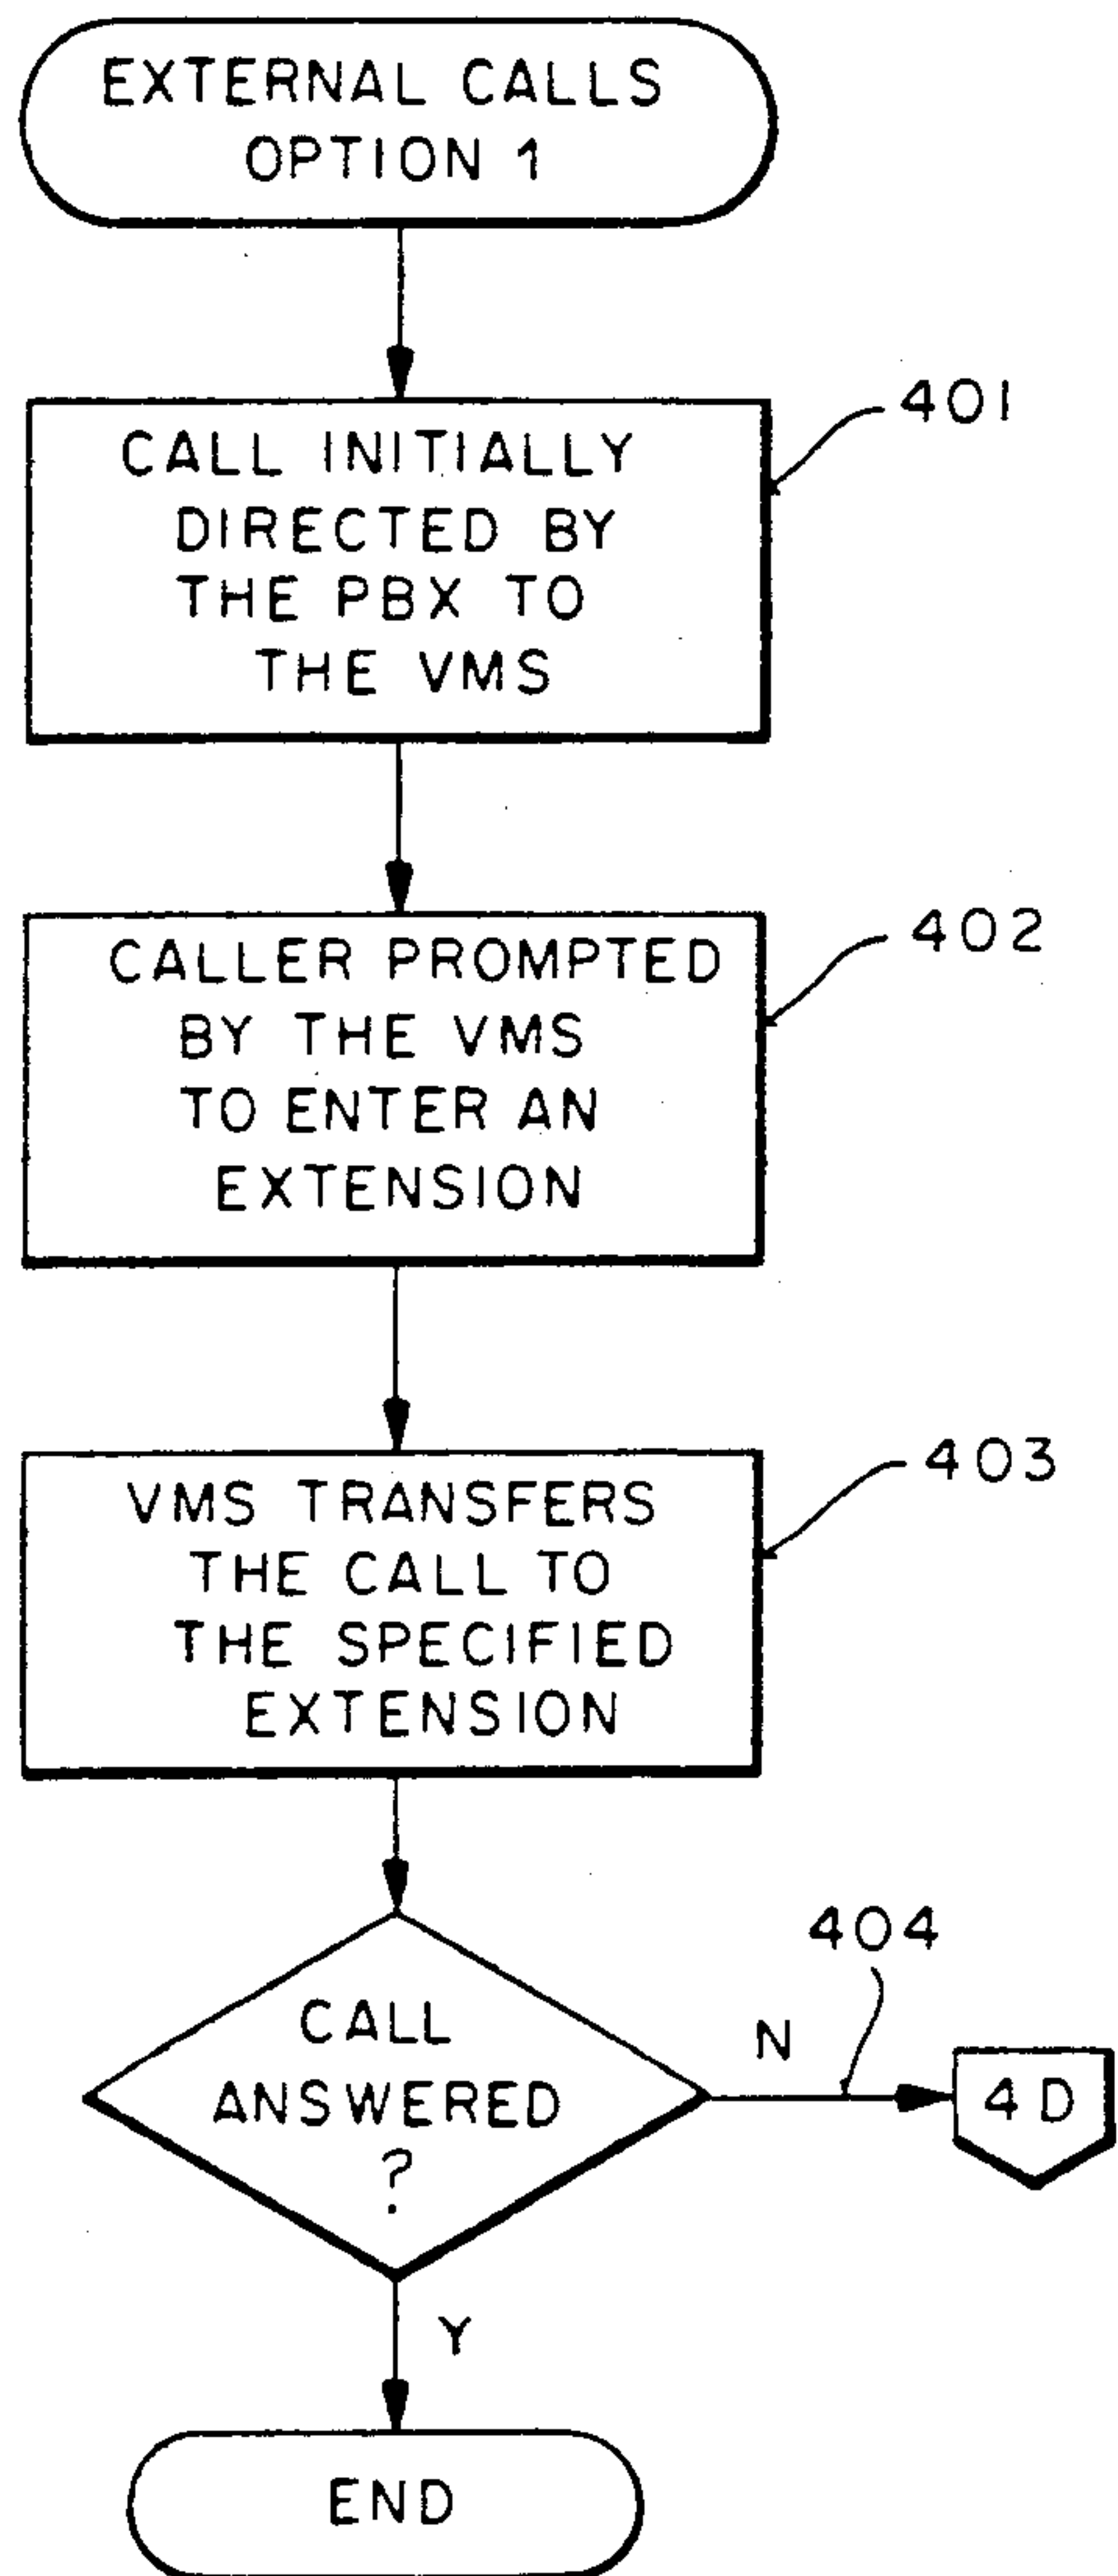 EXTERNAL CALLS
OPTION 1
401
CALL INITIALLY
DIRECTED BY
THE PBX TO
THE VMS
402
CALLER PROMPTED
BY THE VMS
TO ENTER AN
EXTENSION
403
VMS TRANSFERS
THE CALL TO
THE SPECIFIED
EXTENSION
404
CALL
ANSWERED
?
N
4D
Y
END